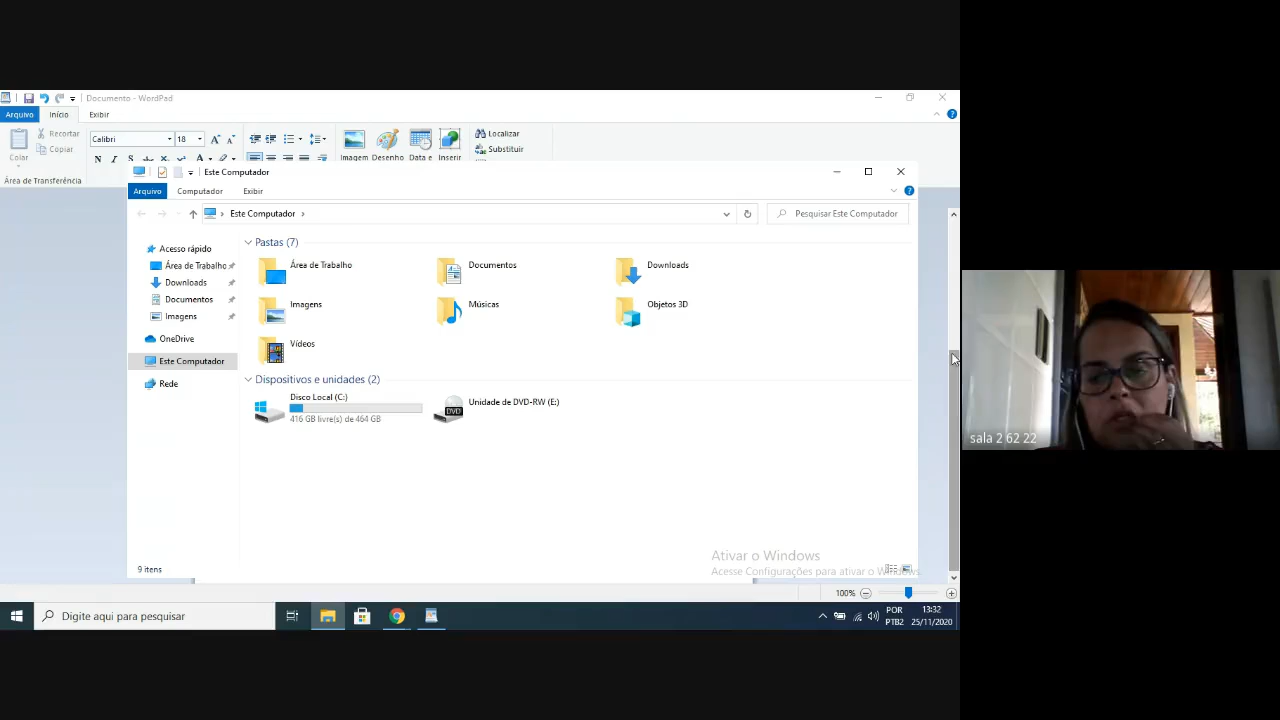 Documento - WordPad
Arquivo Início Exibir
Colar
Recortar
Copiar
Área de Transferência
Calibri 18
N I S abc X₂ X² A
Imagem Desenho Data e Inserir
Localizar
Substituir
Este Computador
Arquivo Computador Exibir
Este Computador
Pesquisar Este Computador
Acesso rápido
Área de Trabalho
Downloads
Documentos
Imagens
OneDrive
Este Computador
Rede
Pastas (7)
Área de Trabalho
Documentos
Downloads
Imagens
Músicas
Objetos 3D
Vídeos
Dispositivos e unidades (2)
Disco Local (C:)
416 GB livre(s) de 464 GB
DVD
Unidade de DVD-RW (E:)
9 itens
Ativar o Windows
Acesse Configurações para ativar o Windows.
100%
Digite aqui para pesquisar
POR
PTB2
13:32
25/11/2020
sala 2 62 22